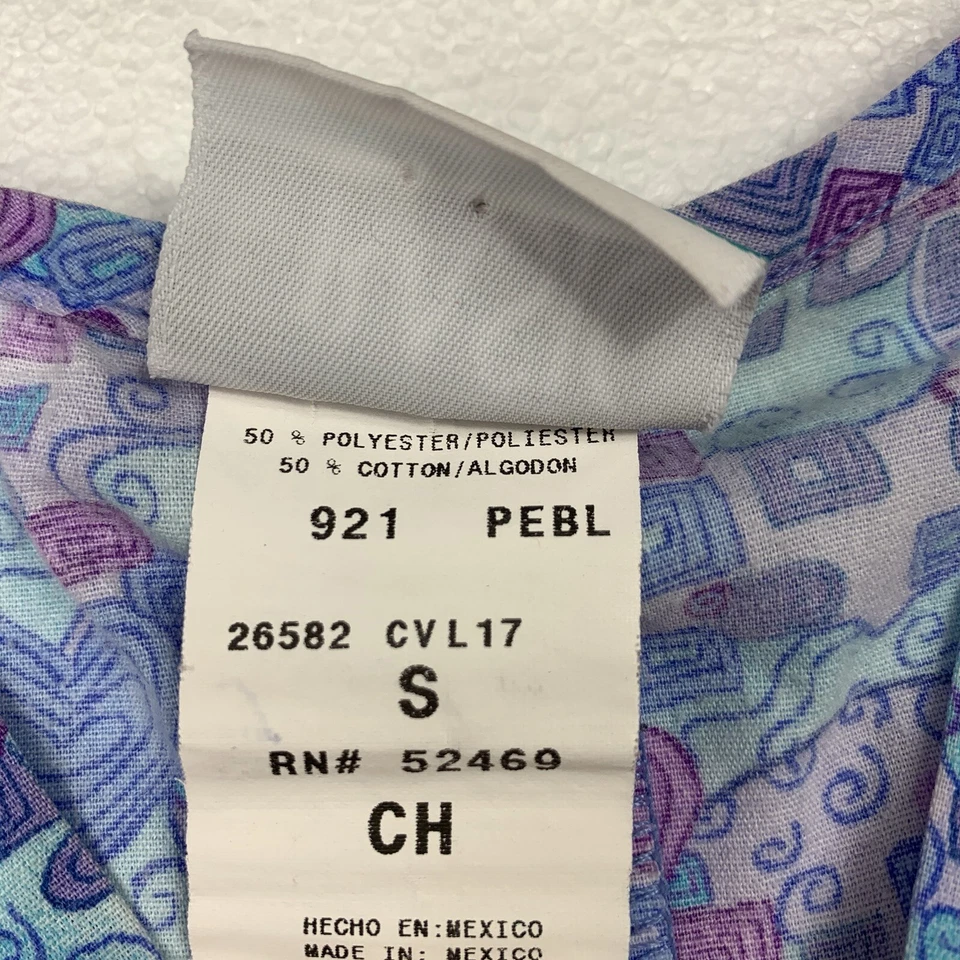 50 % POLYESTER/POLIESTER
50 % COTTON/ALGODON
921 PEBL
26582 CVL17
S
RN# 52469
CH
HECHO EN:MEXICO
MADE IN: MEXICO